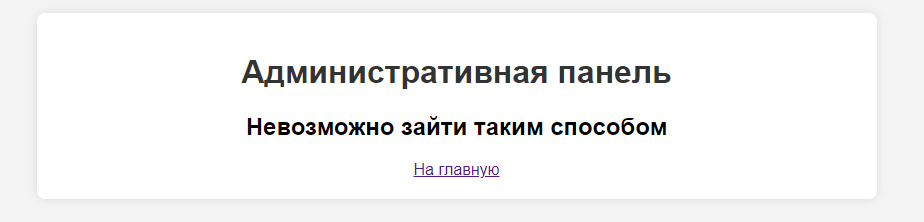 Административная панель
Невозможно зайти таким способом
На главную